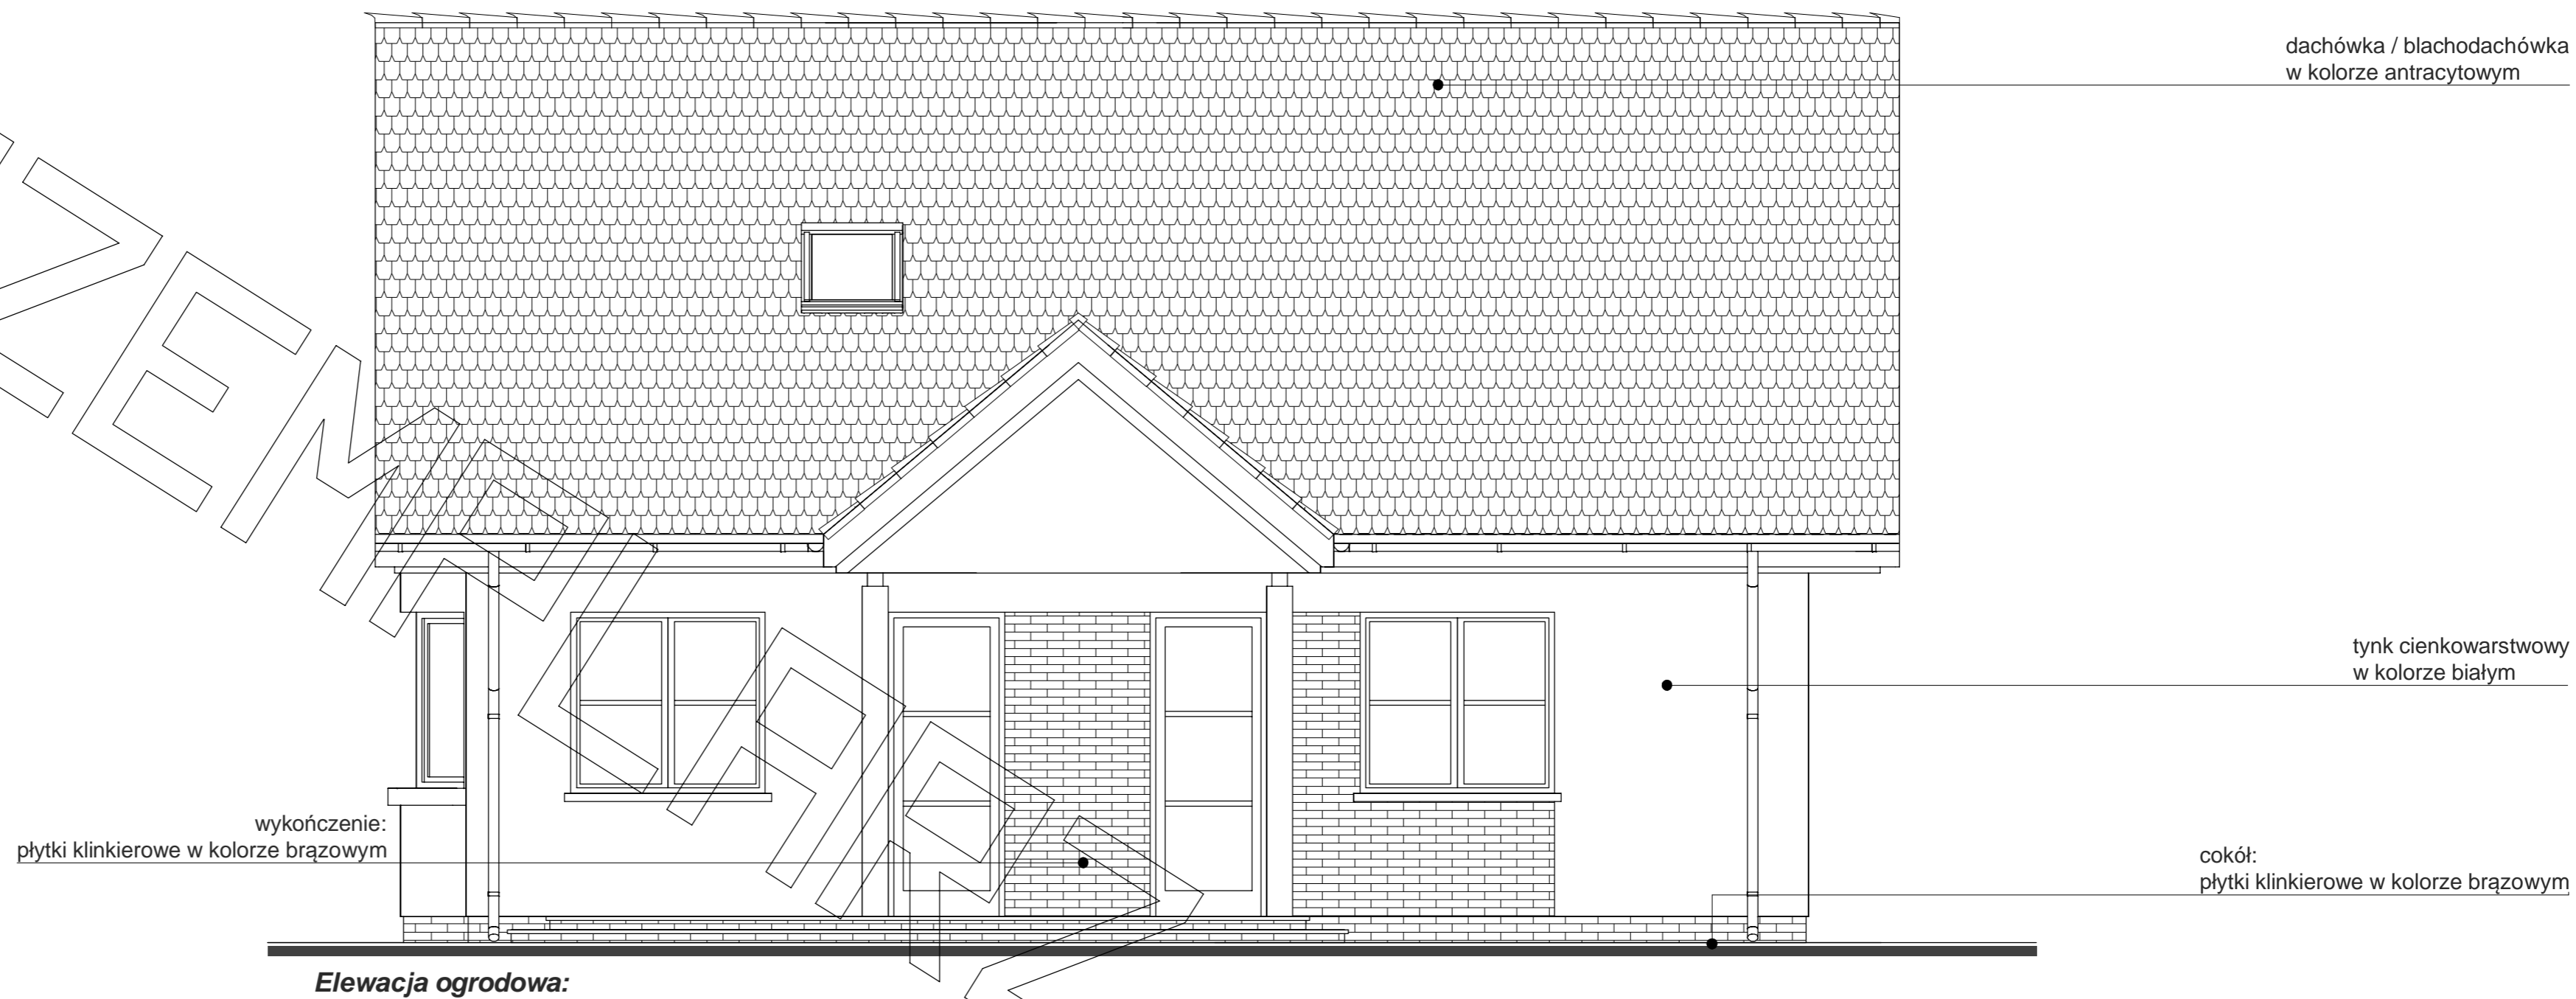 dachówka / blachodachówka
w kolorze antracytowym
tynk cienkowarstwowy
w kolorze białym
wykończenie:
płytki klinkierowe w kolorze brązowym
cokół:
płytki klinkierowe w kolorze brązowym
Elewacja ogrodowa: